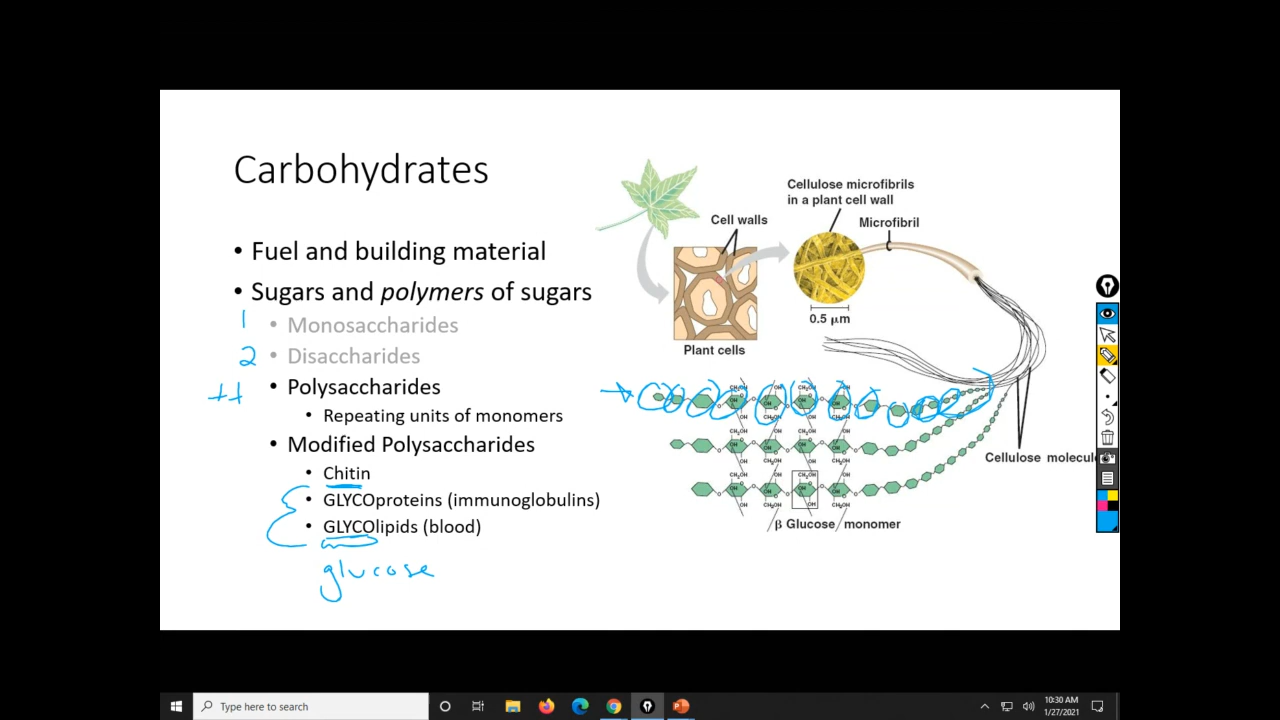 Carbohydrates
• Fuel and building material
• Sugars and polymers of sugars
1 • Monosaccharides
2 • Disaccharides
• Polysaccharides
• Repeating units of monomers
• Modified Polysaccharides
• Chitin
• GLYCOproteins (immunoglobulins)
• GLYCOlipids (blood)
glucose
Cell walls
Plant cells
Cellulose microfibrils
in a plant cell wall
Microfibril
0.5 μm
Cellulose molecule
β Glucose monomer
Type here to search
10:30 AM
1/27/2021